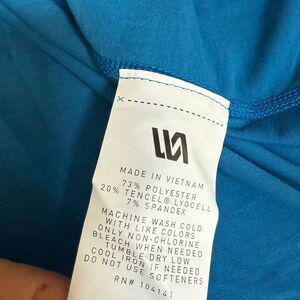 MADE IN VIETNAM
73% POLYESTER
20% TENCEL® LYOCELL
7% SPANDEX
MACHINE WASH COLD
WITH LIKE COLORS
ONLY NON-CHLORINE
BLEACH WHEN NEEDED
TUMBLE DRY LOW
COOL IRON IF NEEDED
DO NOT USE SOFTENERS
RN# 104141